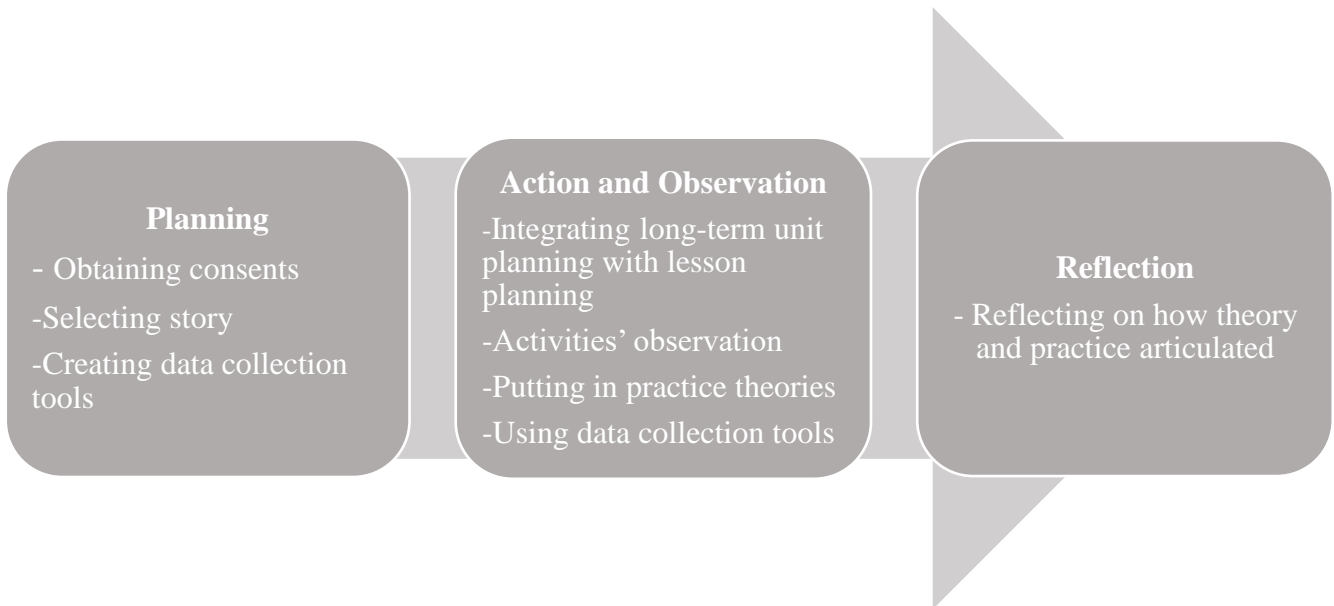 Planning
- Obtaining consents
-Selecting story
-Creating data collection
tools
Action and Observation
-Integrating long-term unit
planning with lesson
planning
-Activities’ observation
-Putting in practice theories
-Using data collection tools
Reflection
- Reflecting on how theory
and practice articulated